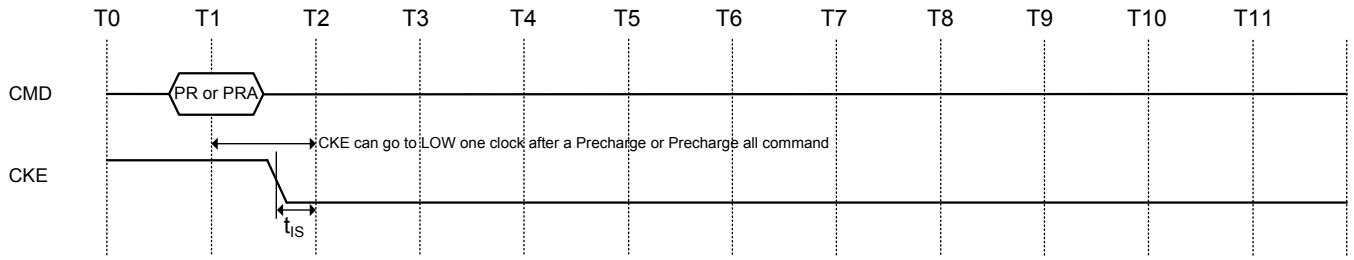 T0 T1 T2 T3 T4 T5 T6 T7 T8 T9 T10 T11
CMD PR or PRA
CKE can go to LOW one clock after a Precharge or Precharge all command
CKE
tIS